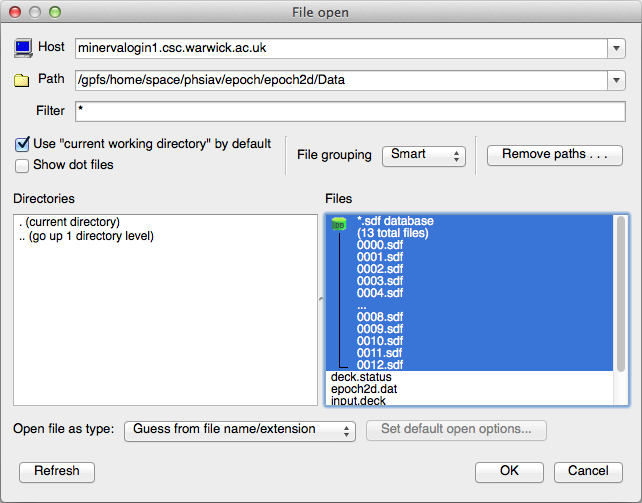 File open
Host minervalogin1.csc.warwick.ac.uk
Path /gpfs/home/space/phsiav/epoch/epoch2d/Data
Filter *
Use "current working directory" by default
Show dot files
File grouping Smart Remove paths . . .
Directories
. (current directory)
.. (go up 1 directory level)
Files
*.sdf database
(13 total files)
0000.sdf
0001.sdf
0002.sdf
0003.sdf
0004.sdf
...
0008.sdf
0009.sdf
0010.sdf
0011.sdf
0012.sdf
deck.status
epoch2d.dat
input.deck
Open file as type: Guess from file name/extension Set default open options...
Refresh OK Cancel